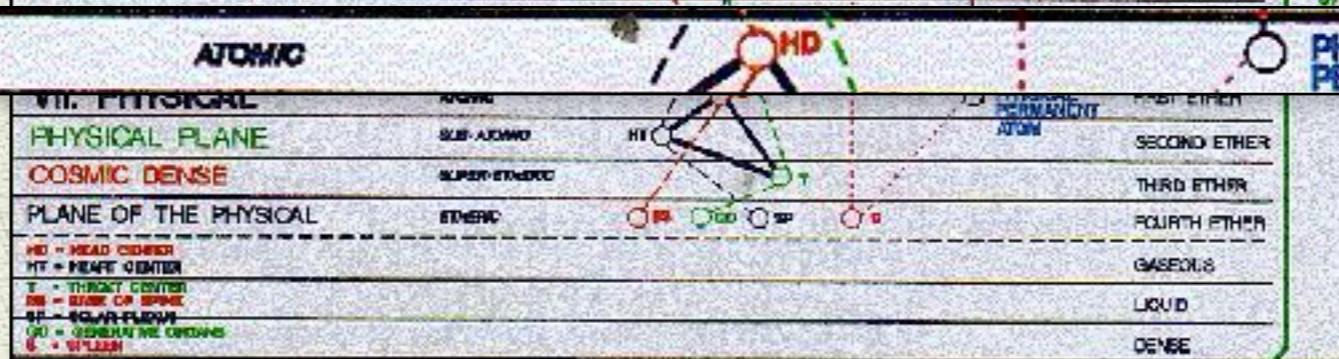 ATOMIC HD
VII. PHYSICAL ATOMIC FIRST ETHER
PERMANENT
ATOM
PHYSICAL PLANE SUB-ATOMIC HT SECOND ETHER
COSMIC DENSE SUPER-ETHERIC T THIRD ETHER
PLANE OF THE PHYSICAL ETHERIC BS GO SP S FOURTH ETHER
HD = HEAD CENTER
HT = HEART CENTER GASEOUS
T = THROAT CENTER
BS = BASE OF SPINE LIQUID
SP = SOLAR PLEXUS
GO = GENERATIVE ORGANS
S = SPLEEN DENSE